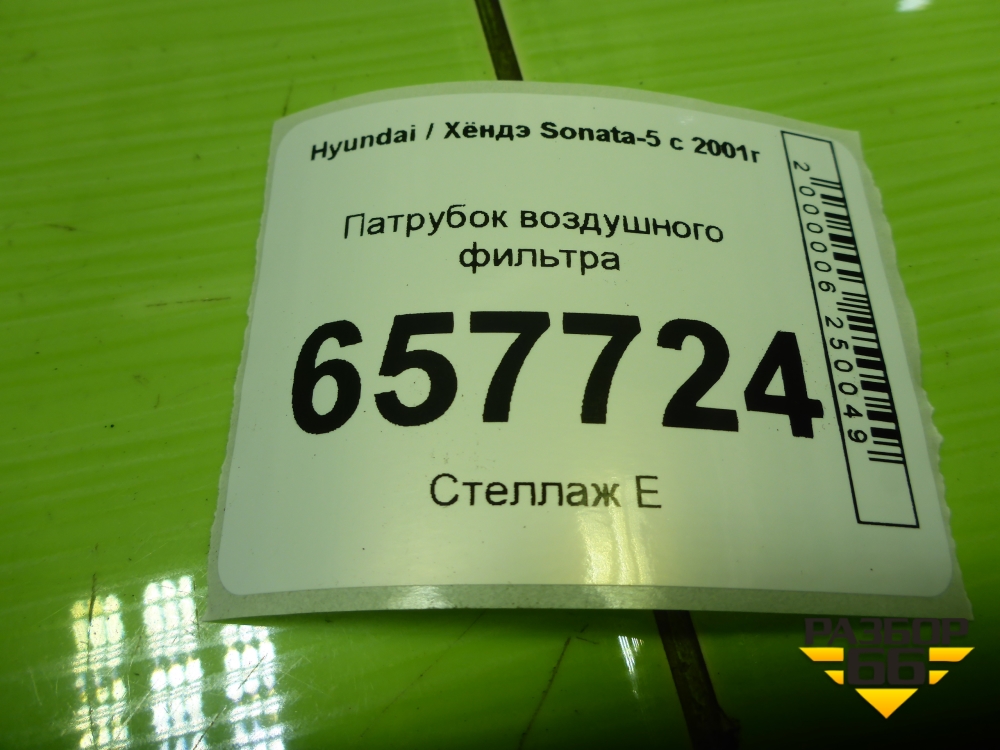 Hyundai / Хёндэ Sonata-5 с 2001г
Патрубок воздушного
фильтра
657724
Стеллаж Е
2000006250049
РАЗБОР
66